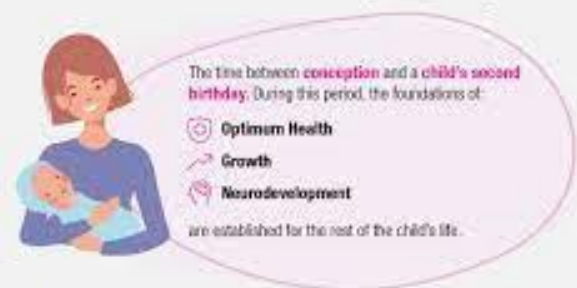 The time between conception and a child's second
birthday. During this period, the foundations of:
Optimum Health
Growth
Neurodevelopment
are established for the rest of the child's life.